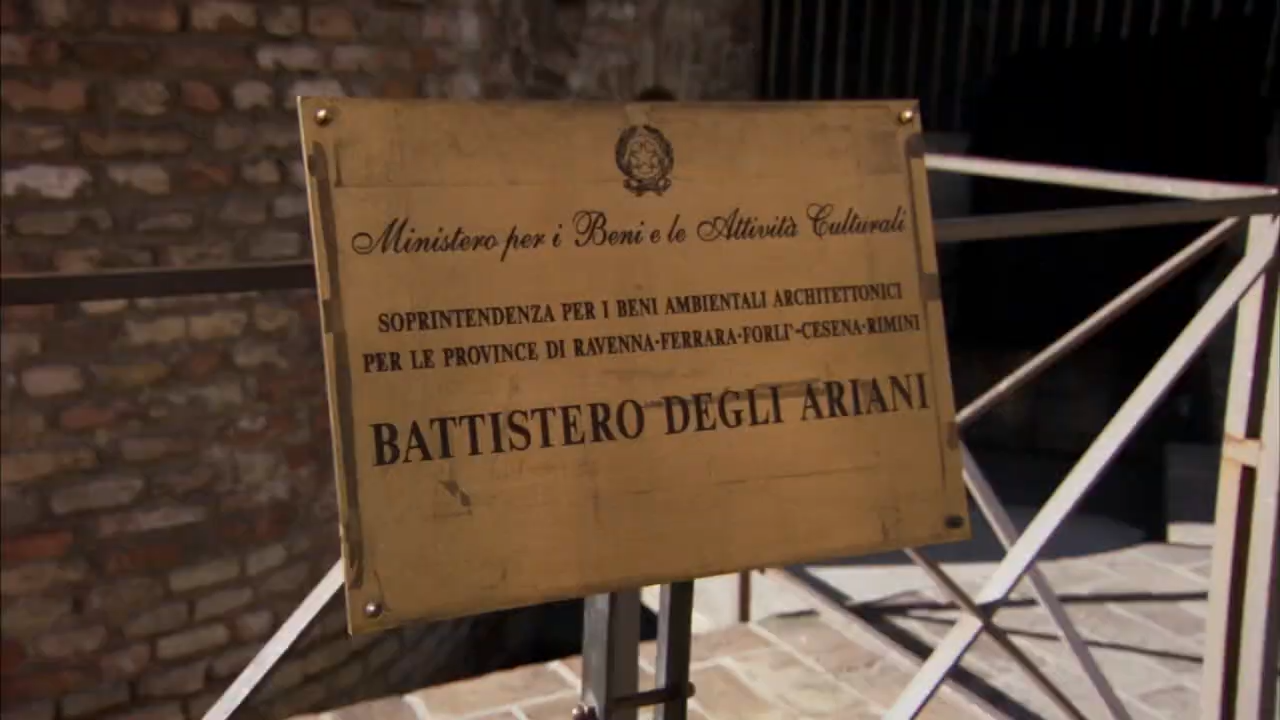 Ministero per i Beni e le Attività Culturali
SOPRINTENDENZA PER I BENI AMBIENTALI ARCHITETTONICI
PER LE PROVINCE DI RAVENNA·FERRARA·FORLI'-CESENA·RIMINI
BATTISTERO DEGLI ARIANI